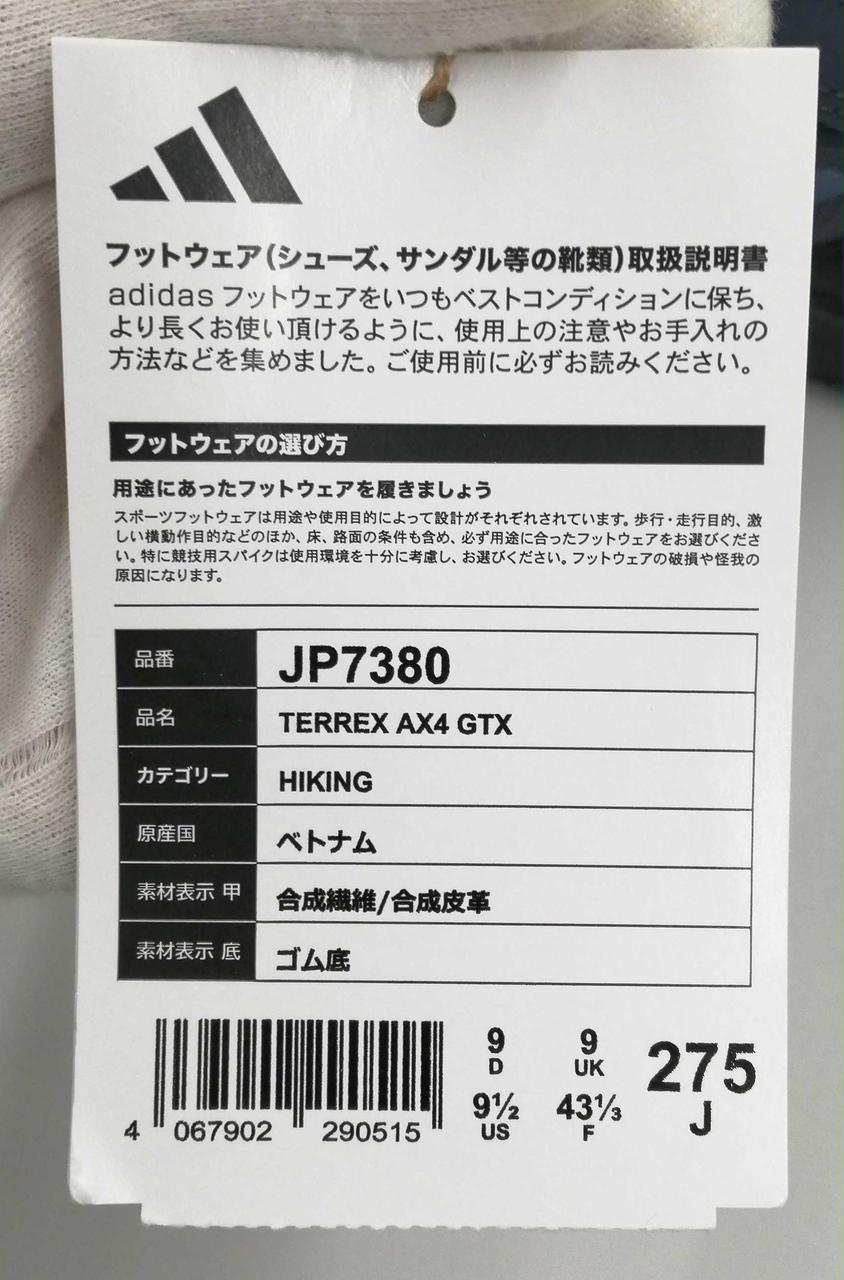 フットウェア(シューズ、サンダル等の靴類)取扱説明書
adidas フットウェアをいつもベストコンディションに保ち、
より長くお使い頂けるように、使用上の注意やお手入れの
方法などを集めました。ご使用前に必ずお読みください。
フットウェアの選び方
用途にあったフットウェアを履きましょう
スポーツフットウェアは用途や使用目的によって設計がそれぞれされています。歩行・走行目的、激
しい横動作目的などのほか、床、路面の条件も含め、必ず用途に合ったフットウェアをお選びくださ
い。特に競技用スパイクは使用環境を十分に考慮し、お選びください。フットウェアの破損や怪我の
原因になります。
品番 JP7380
品名 TERREX AX4 GTX
カテゴリー HIKING
原産国 ベトナム
素材表示 甲 合成繊維/合成皮革
素材表示 底 ゴム底
9 9 275
D UK J
9½ 43⅓
US F
4 067902 290515